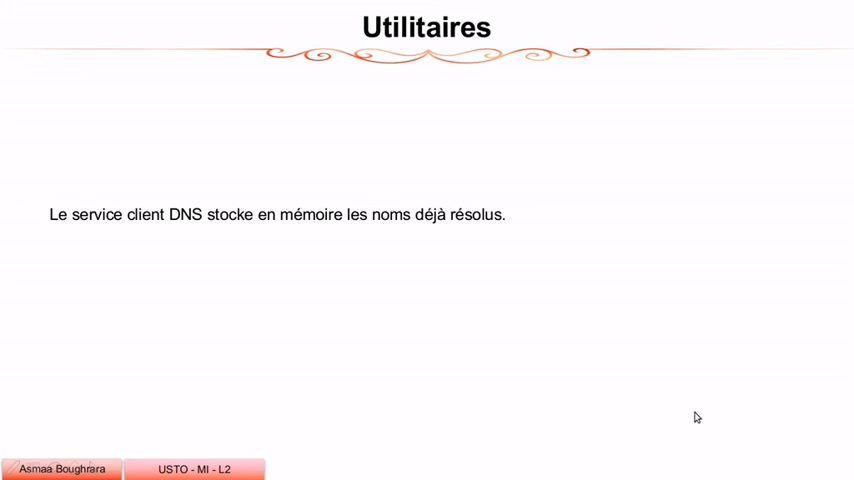 Utilitaires
Le service client DNS stocke en mémoire les noms déjà résolus.
Asmaa Boughrara
USTO - MI - L2